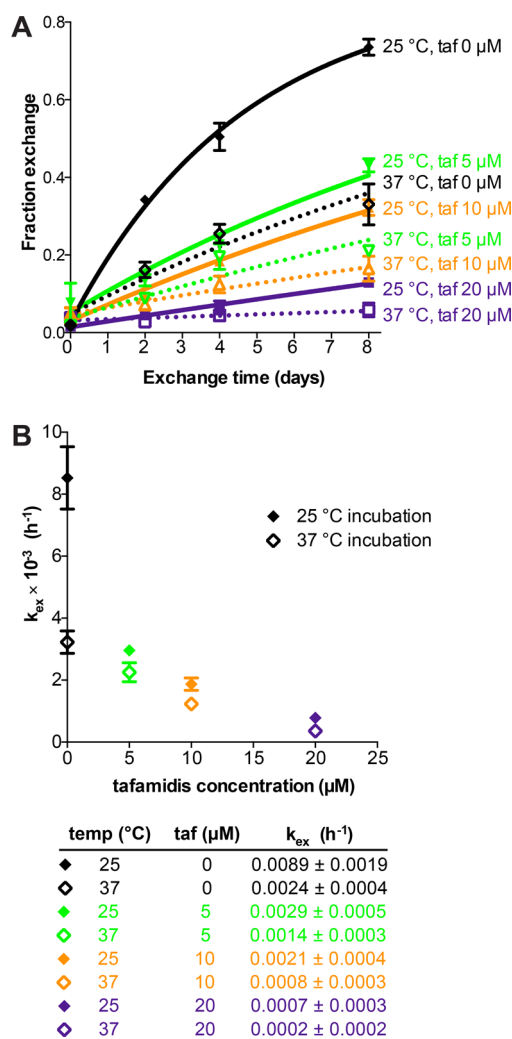 A
0.8
0.6
0.4
0.2
0.0
Fraction exchange
0 1 2 3 4 5 6 7 8
Exchange time (days)
25 °C, taf 0 µM
25 °C, taf 5 µM
37 °C, taf 0 µM
25 °C, taf 10 µM
37 °C, taf 5 µM
37 °C, taf 10 µM
25 °C, taf 20 µM
37 °C, taf 20 µM
B
10
8
6
4
2
0
k_ex × 10⁻³ (h⁻¹)
25 °C incubation
37 °C incubation
0 5 10 15 20 25
tafamidis concentration (µM)
temp (°C) taf (µM) k_ex (h⁻¹)
25 0 0.0089 ± 0.0019
37 0 0.0024 ± 0.0004
25 5 0.0029 ± 0.0005
37 5 0.0014 ± 0.0003
25 10 0.0021 ± 0.0004
37 10 0.0008 ± 0.0003
25 20 0.0007 ± 0.0003
37 20 0.0002 ± 0.0002